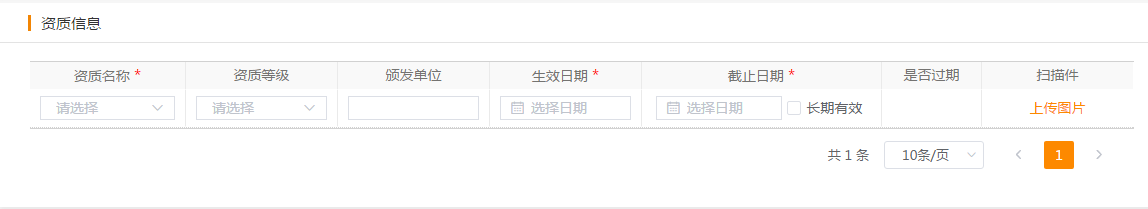 资质信息
资质名称 * 资质等级 颁发单位 生效日期 * 截止日期 * 是否过期 扫描件
请选择 请选择 选择日期 选择日期 长期有效 上传图片
共 1 条 10条/页 1